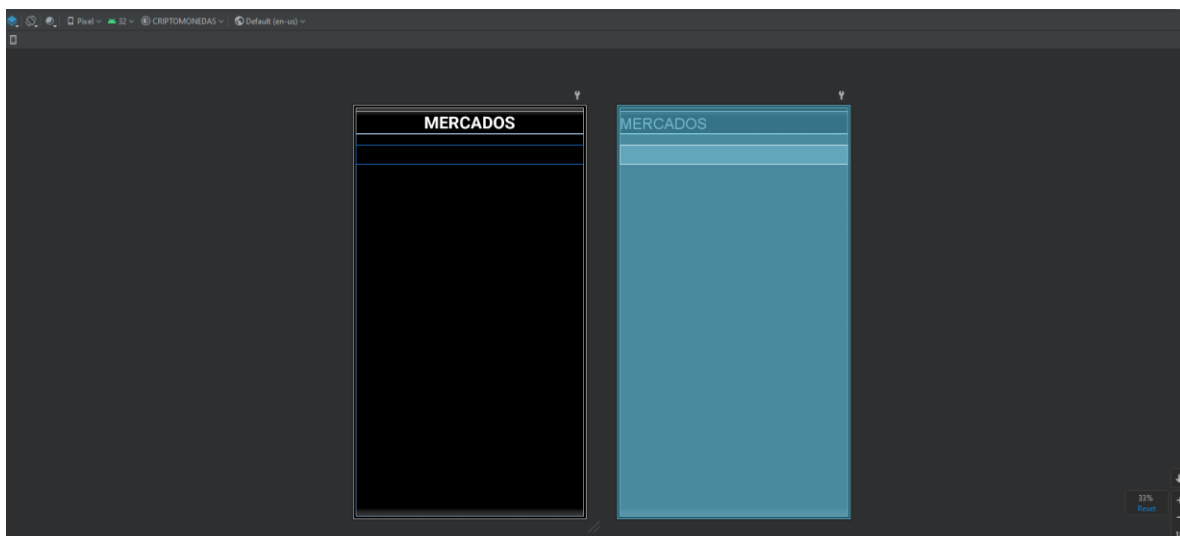 Pixel 32 CRIPTOMONEDAS Default (en-us)
MERCADOS
MERCADOS
33%
Reset